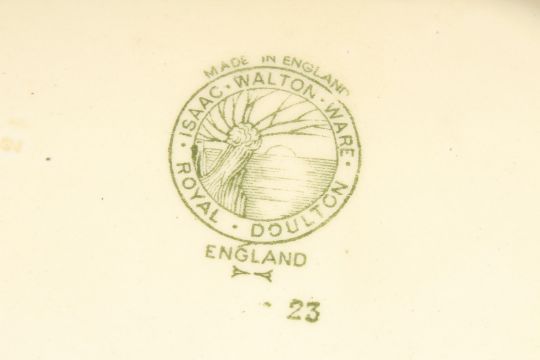 MADE IN ENGLAND
· ISAAC · WALTON · WARE ·
ROYAL · DOULTON
ENGLAND
23